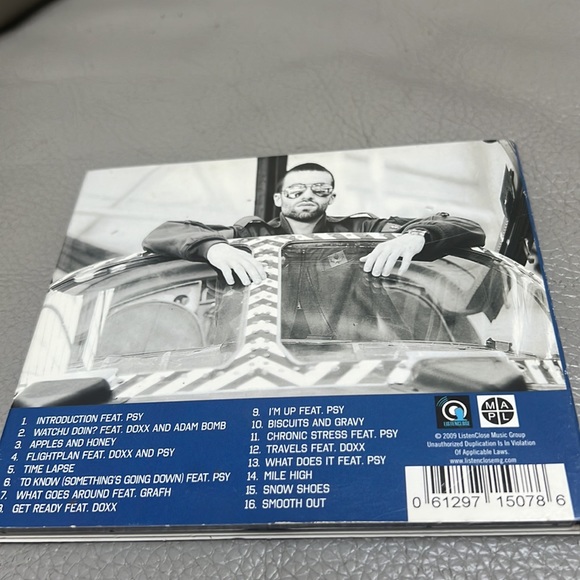 1. INTRODUCTION FEAT. PSY
2. WATCHU DOIN? FEAT. DOXX AND ADAM BOMB
3. APPLES AND HONEY
4. FLIGHTPLAN FEAT. DOXX AND PSY
5. TIME LAPSE
6. TO KNOW (SOMETHING'S GOING DOWN) FEAT. PSY
7. WHAT GOES AROUND FEAT. GRAFH
8. GET READY FEAT. DOXX
9. I'M UP FEAT. PSY
10. BISCUITS AND GRAVY
11. CHRONIC STRESS FEAT. PSY
12. TRAVELS FEAT. DOXX
13. WHAT DOES IT FEAT. PSY
14. MILE HIGH
15. SNOW SHOES
16. SMOOTH OUT
LISTENCLOSE
M A
P L
© 2009 ListenClose Music Group
Unauthorized Duplication Is In Violation
Of Applicable Laws.
www.listenclosemg.com
0 61297 15078 6